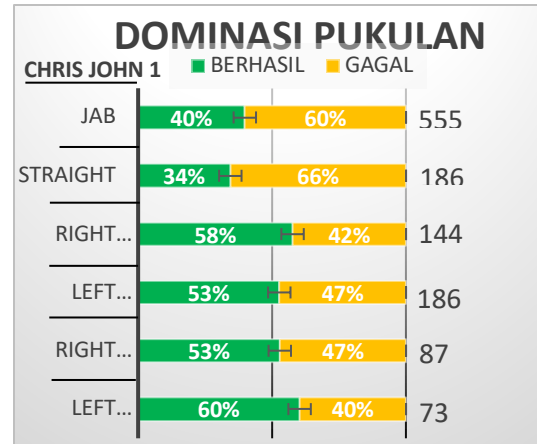 DOMINASI PUKULAN
CHRIS JOHN 1
BERHASIL GAGAL
JAB 40% 60% 555
STRAIGHT 34% 66% 186
RIGHT... 58% 42% 144
LEFT... 53% 47% 186
RIGHT... 53% 47% 87
LEFT... 60% 40% 73